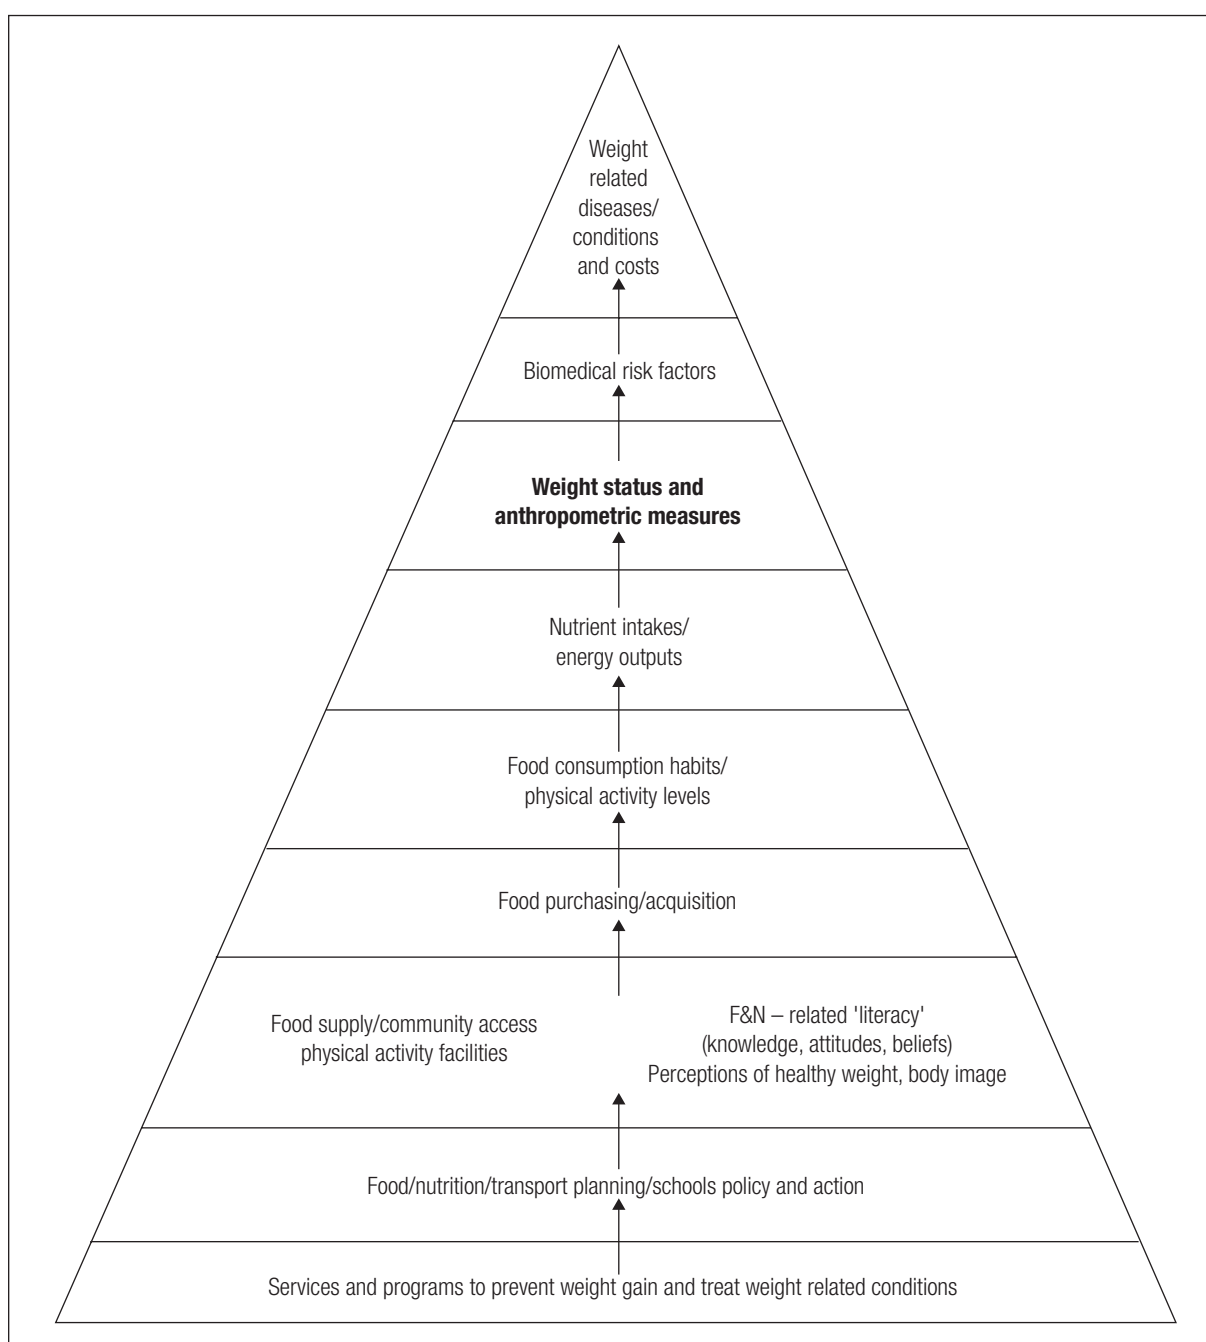 Weight
related
diseases/
conditions
and costs
Biomedical risk factors
Weight status and
anthropometric measures
Nutrient intakes/
energy outputs
Food consumption habits/
physical activity levels
Food purchasing/acquisition
Food supply/community access
physical activity facilities
F&N – related 'literacy'
(knowledge, attitudes, beliefs)
Perceptions of healthy weight, body image
Food/nutrition/transport planning/schools policy and action
Services and programs to prevent weight gain and treat weight related conditions